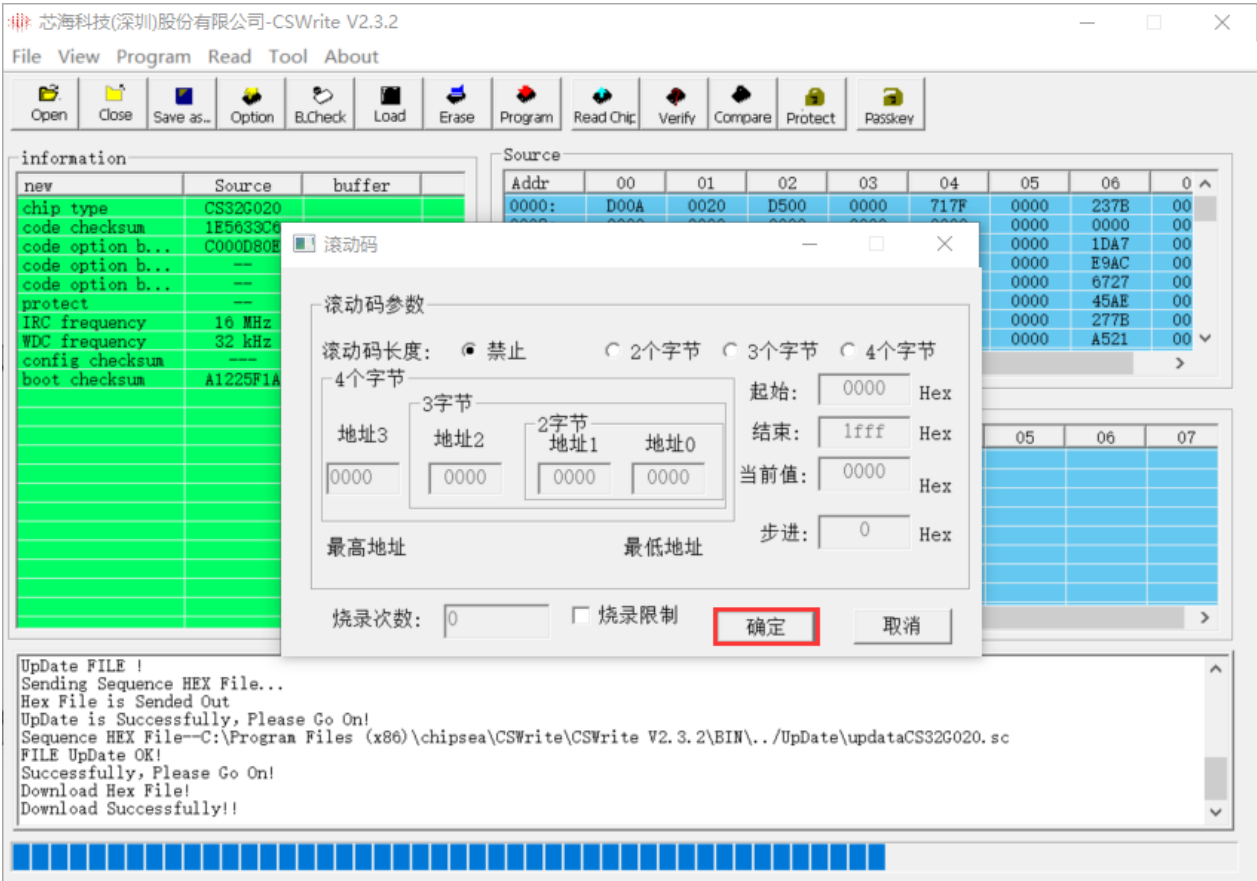 芯海科技(深圳)股份有限公司-CSWrite V2.3.2
File View Program Read Tool About
Open Close Save as... Option B.Check Load Erase Program Read Chip Verify Compare Protect Passkey
information
new Source buffer
chip type CS32G020
code checksum 1E5633C6
code option b... C000D80E
code option b... --
code option b... --
protect --
IRC frequency 16 MHz
WDC frequency 32 kHz
config checksum ---
boot checksum A1225F1A
Source
Addr 00 01 02 03 04 05 06 0
0000: D00A 0020 D500 0000 717F 0000 237B 00
0000 0000 00
0000 1DA7 00
0000 E9AC 00
0000 6727 00
0000 45AE 00
0000 277B 00
0000 A521 00
05 06 07
滚动码
滚动码参数
滚动码长度: 禁止 2个字节 3个字节 4个字节
4个字节
3字节
2字节
地址3 地址2 地址1 地址0
0000 0000 0000 0000
最高地址 最低地址
起始: 0000 Hex
结束: 1fff Hex
当前值: 0000 Hex
步进: 0 Hex
烧录次数: 0 烧录限制 确定 取消
UpDate FILE !
Sending Sequence HEX File...
Hex File is Sended Out
UpDate is Successfully, Please Go On!
Sequence HEX File--C:\Program Files (x86)\chipsea\CSWrite\CSWrite V2.3.2\BIN\../UpDate\updataCS32G020.sc
FILE UpDate OK!
Successfully, Please Go On!
Download Hex File!
Download Successfully!!